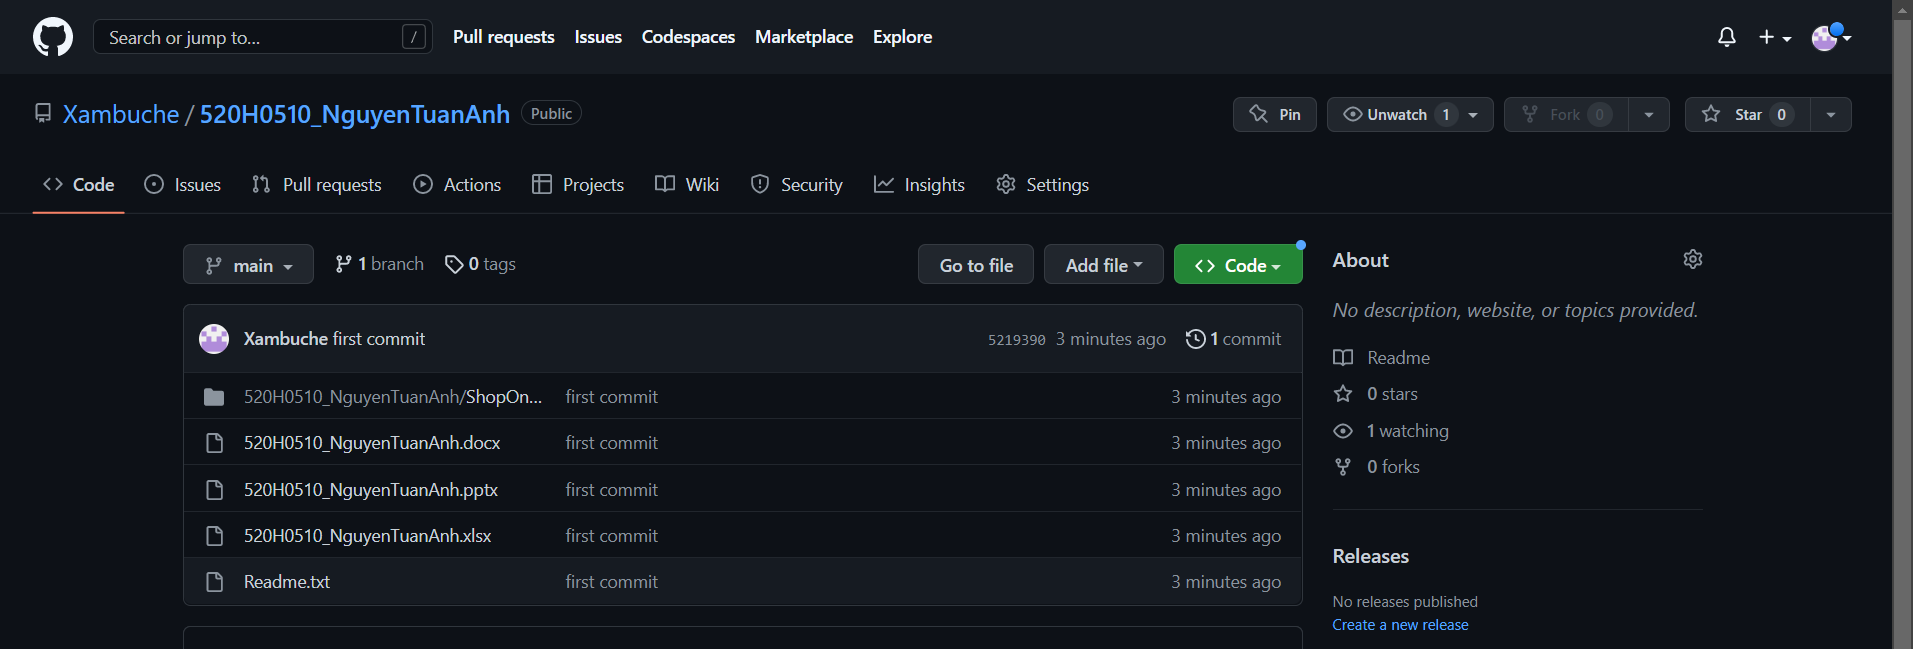 Search or jump to... / Pull requests Issues Codespaces Marketplace Explore
Xambuche / 520H0510_NguyenTuanAnh Public Pin Unwatch 1 Fork 0 Star 0
Code Issues Pull requests Actions Projects Wiki Security Insights Settings
main 1 branch 0 tags Go to file Add file Code
Xambuche first commit 5219390 3 minutes ago 1 commit
520H0510_NguyenTuanAnh/ShopOn... first commit 3 minutes ago
520H0510_NguyenTuanAnh.docx first commit 3 minutes ago
520H0510_NguyenTuanAnh.pptx first commit 3 minutes ago
520H0510_NguyenTuanAnh.xlsx first commit 3 minutes ago
Readme.txt first commit 3 minutes ago
About
No description, website, or topics provided.
Readme
0 stars
1 watching
0 forks
Releases
No releases published
Create a new release